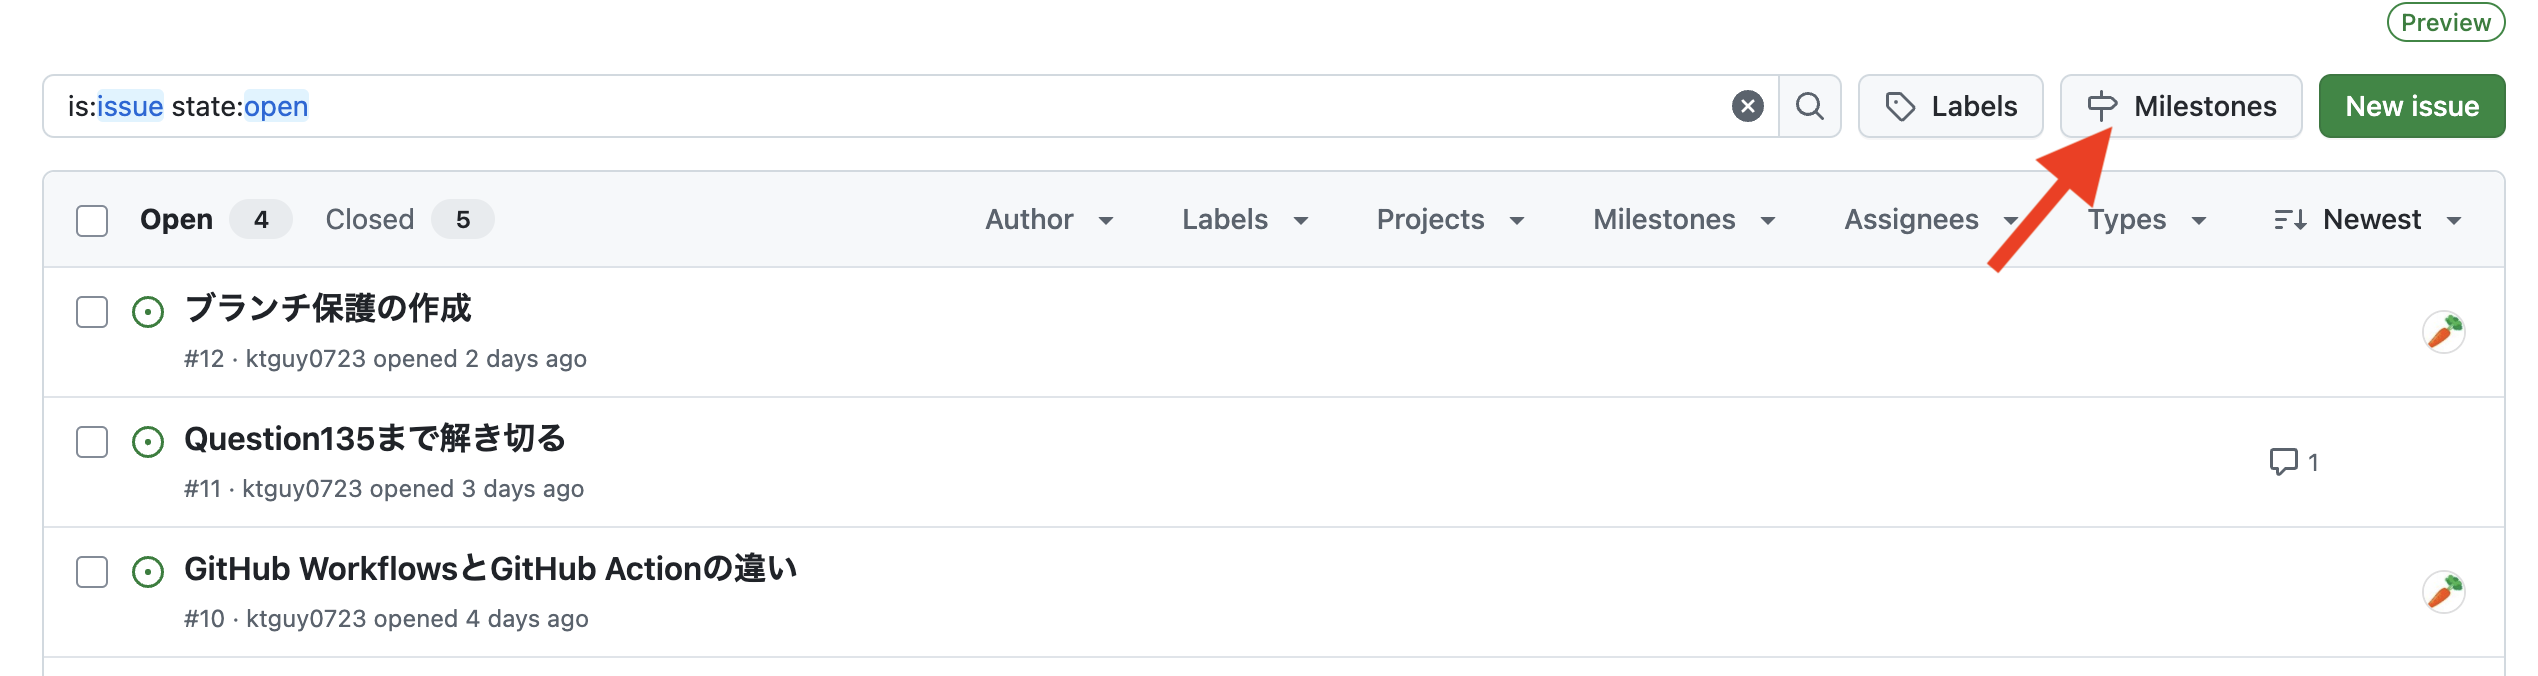 Preview
is:issue state:open
Labels
Milestones
New issue
Open 4 Closed 5 Author Labels Projects Milestones Assignees Types Newest
ブランチ保護の作成
#12 · ktguy0723 opened 2 days ago
Question135まで解き切る
#11 · ktguy0723 opened 3 days ago
1
GitHub WorkflowsとGitHub Actionの違い
#10 · ktguy0723 opened 4 days ago